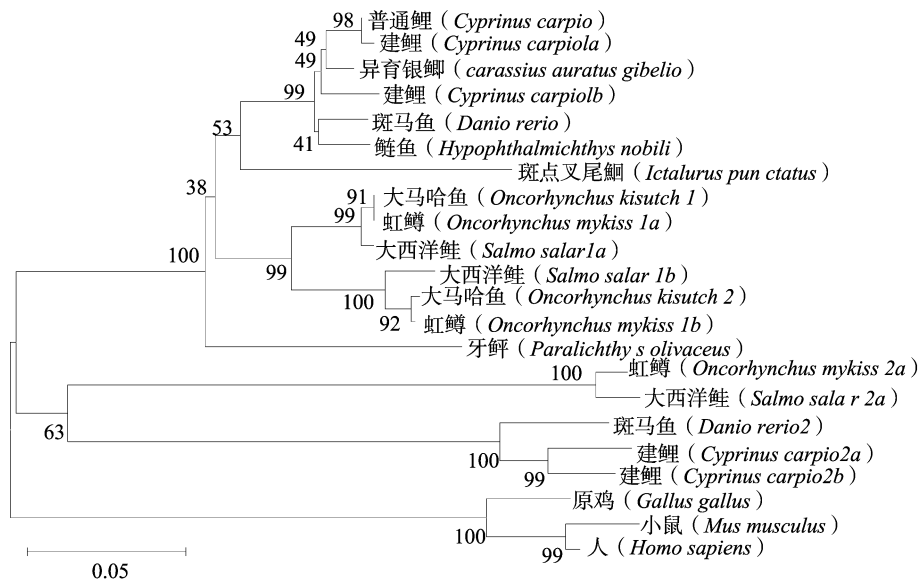 98 普通鲤（Cyprinus carpio）
49 建鲤（Cyprinus carpiola）
49 异育银鲫（carassius auratus gibelio）
99 建鲤（Cyprinus carpiolb）
53 斑马鱼（Danio rerio）
41 鲢鱼（Hypophthalmichthys nobili）
斑点叉尾鮰（Ictalurus pun ctatus）
38 91 大马哈鱼（Oncorhynchus kisutch 1）
99 虹鳟（Oncorhynchus mykiss 1a）
大西洋鲑（Salmo salar1a）
100 99 大西洋鲑（Salmo salar 1b）
100 大马哈鱼（Oncorhynchus kisutch 2）
92 虹鳟（Oncorhynchus mykiss 1b）
牙鲆（Paralichthy s olivaceus）
100 虹鳟（Oncorhynchus mykiss 2a）
大西洋鲑（Salmo sala r 2a）
63 斑马鱼（Danio rerio2）
100 建鲤（Cyprinus carpio2a）
99 建鲤（Cyprinus carpio2b）
原鸡（Gallus gallus）
100 小鼠（Mus musculus）
99 人（Homo sapiens）
0.05